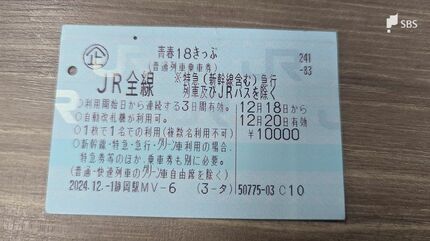 SBS
企
青春18きっぷ
(普通列車乗車券)
241
-83
JR全線
※特急(新幹線含む)急行
列車及びJRバスを除く
○利用開始日から連続する3日間有効。
12月18日から
○自動改札機が利用可。
12月20日有効
○1枚で1名での利用(複数名利用不可)
¥10000
○新幹線・特急・急行・グリーン車利用の場合、
特急券等のほか、乗車券も別に必要。
(普通・快速列車のグリーン車自由席を除く)
2024.12.-1静岡駅MV-6 (3-タ) 50775-03 C10